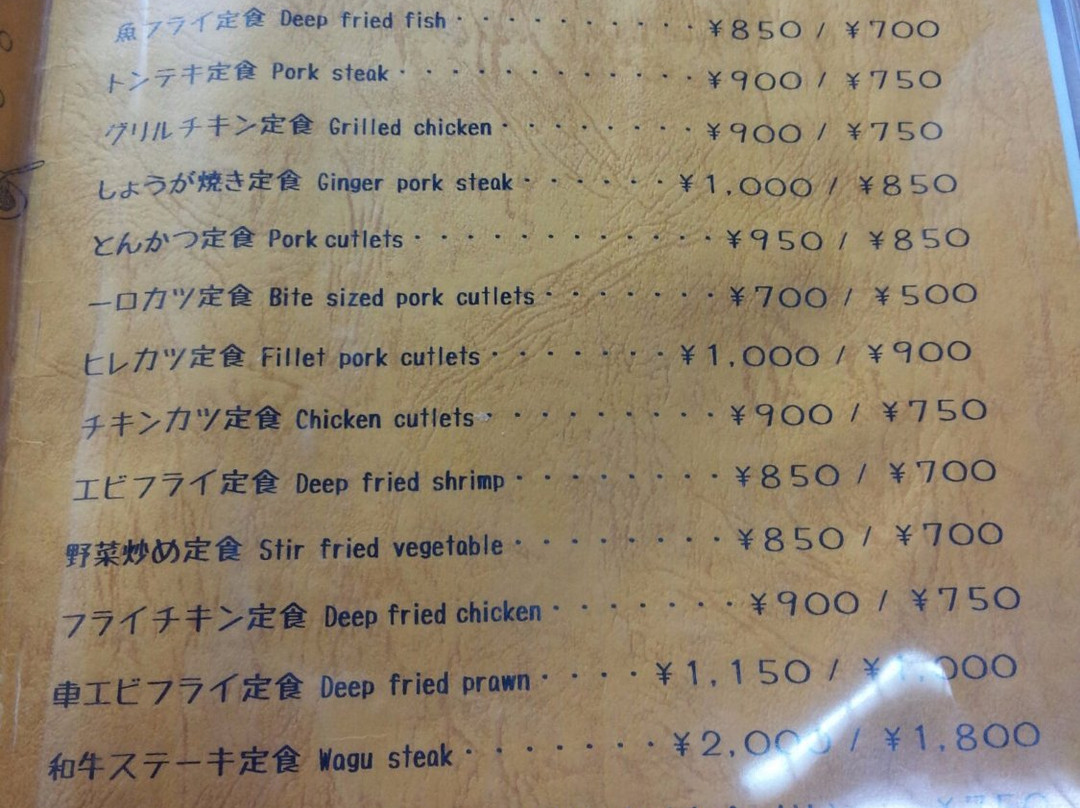 魚フライ定食 Deep fried fish・・・・・・・・・・・¥850 / ¥700
トンテキ定食 Pork steak・・・・・・・・・・・・¥900 / ¥750
グリルチキン定食 Grilled chicken・・・・・・・・¥900 / ¥750
しょうが焼き定食 Ginger pork steak・・・・・・・¥1,000 / ¥850
とんかつ定食 Pork cutlets・・・・・・・・・・・・¥950 / ¥850
一口カツ定食 Bite sized pork cutlets・・・・・・・¥700 / ¥500
ヒレカツ定食 Fillet pork cutlets・・・・・・・¥1,000 / ¥900
チキンカツ定食 Chicken cutlets・・・・・・・・・¥900 / ¥750
エビフライ定食 Deep fried shrimp・・・・・・・・¥850 / ¥700
野菜炒め定食 Stir fried vegetable・・・・・・・・¥850 / ¥700
フライチキン定食 Deep fried chicken・・・・・・・¥900 / ¥750
車エビフライ定食 Deep fried prawn・・・・¥1,150 / ¥1,000
和牛ステーキ定食 Wagu steak・・・・・・・¥2,000 / ¥1,800